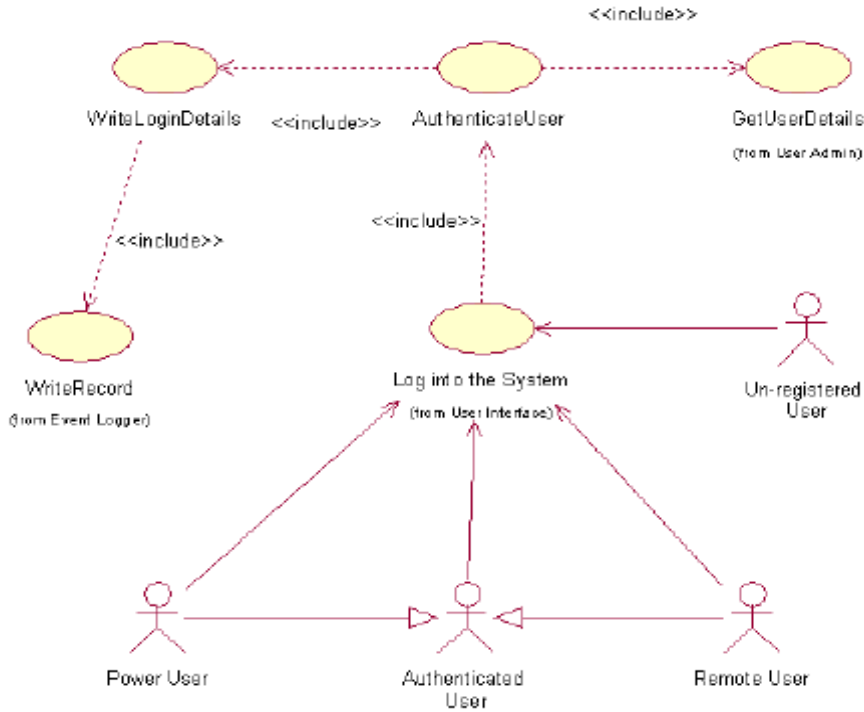 <<include>>
WriteLoginDetails
<<include>>
AuthenticateUser
GetUserDetails
(from User Admin)
<<include>>
<<include>>
WriteRecord
(from Event Logger)
Log into the System
(from User Interface)
Un-registered
User
Power User
Authenticated
User
Remote User